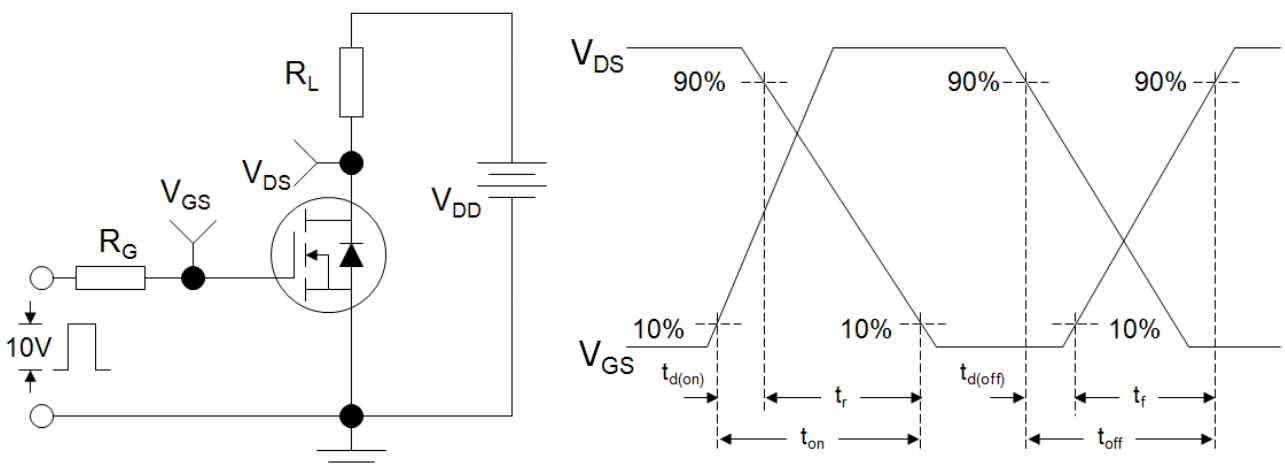 R_L
V_DS
V_GS
V_DD
R_G
10V
V_DS
90% 90% 90%
10% 10% 10%
V_GS
t_d(on) t_r t_d(off) t_f
t_on t_off